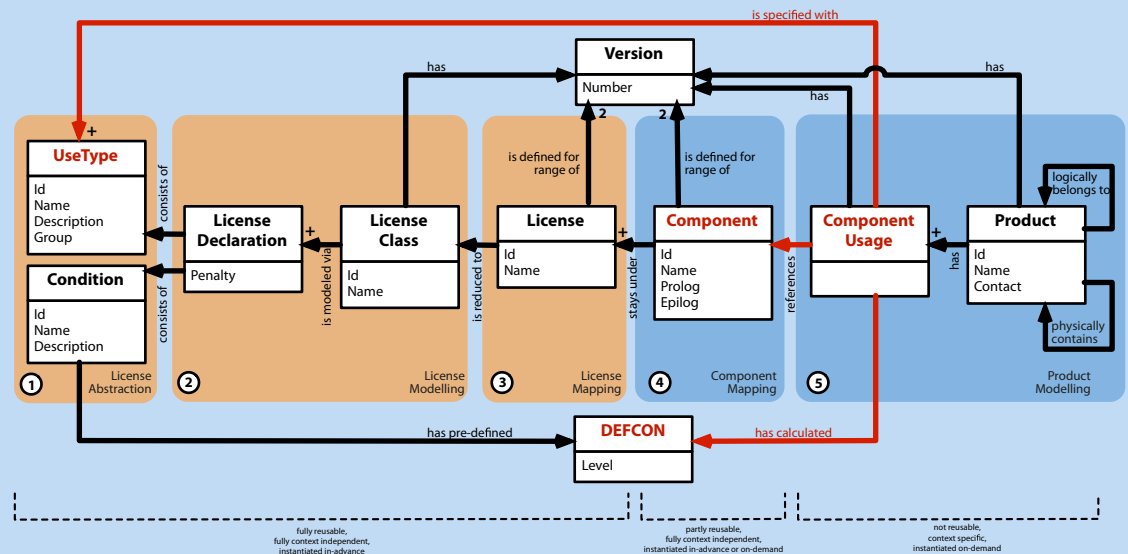 is specified with
Version
Number
has
has
has
2
2
is defined for
range of
is defined for
range of
+
UseType
Id
Name
Description
Group
consists of
Condition
Id
Name
Description
consists of
1
License
Abstraction
License
Declaration
Penalty
+
is modeled via
License
Class
Id
Name
2
License
Modelling
is reduced to
License
Id
Name
+
3
License
Mapping
stays under
Component
Id
Name
Prolog
Epilog
4
Component
Mapping
references
Component
Usage
+
has
Product
Id
Name
Contact
logically
belongs to
physically
contains
5
Product
Modelling
has pre-defined
DEFCON
Level
has calculated
fully reusable,
fully context independent,
instantiated in-advance
partly reusable,
fully context independent,
instantiated in-advance or on-demand
not reusable,
context specific,
instantiated on-demand